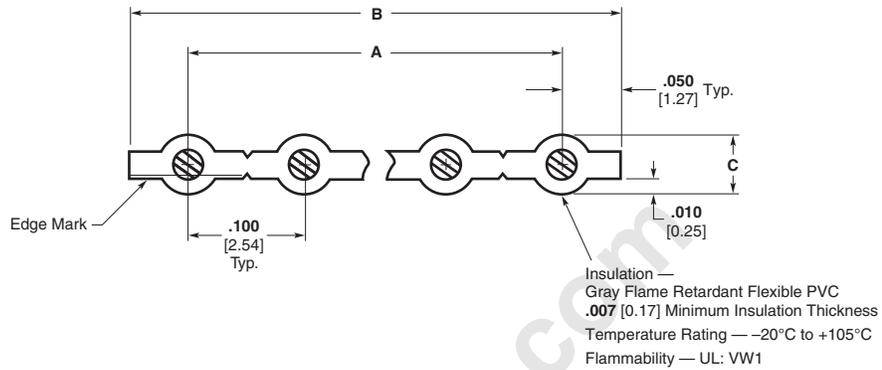 B
A
.050
[1.27]
Typ.
C
Edge Mark
.100
[2.54]
Typ.
.010
[0.25]
Insulation —
Gray Flame Retardant Flexible PVC
.007 [0.17] Minimum Insulation Thickness
Temperature Rating — –20°C to +105°C
Flammability — UL: VW1
com